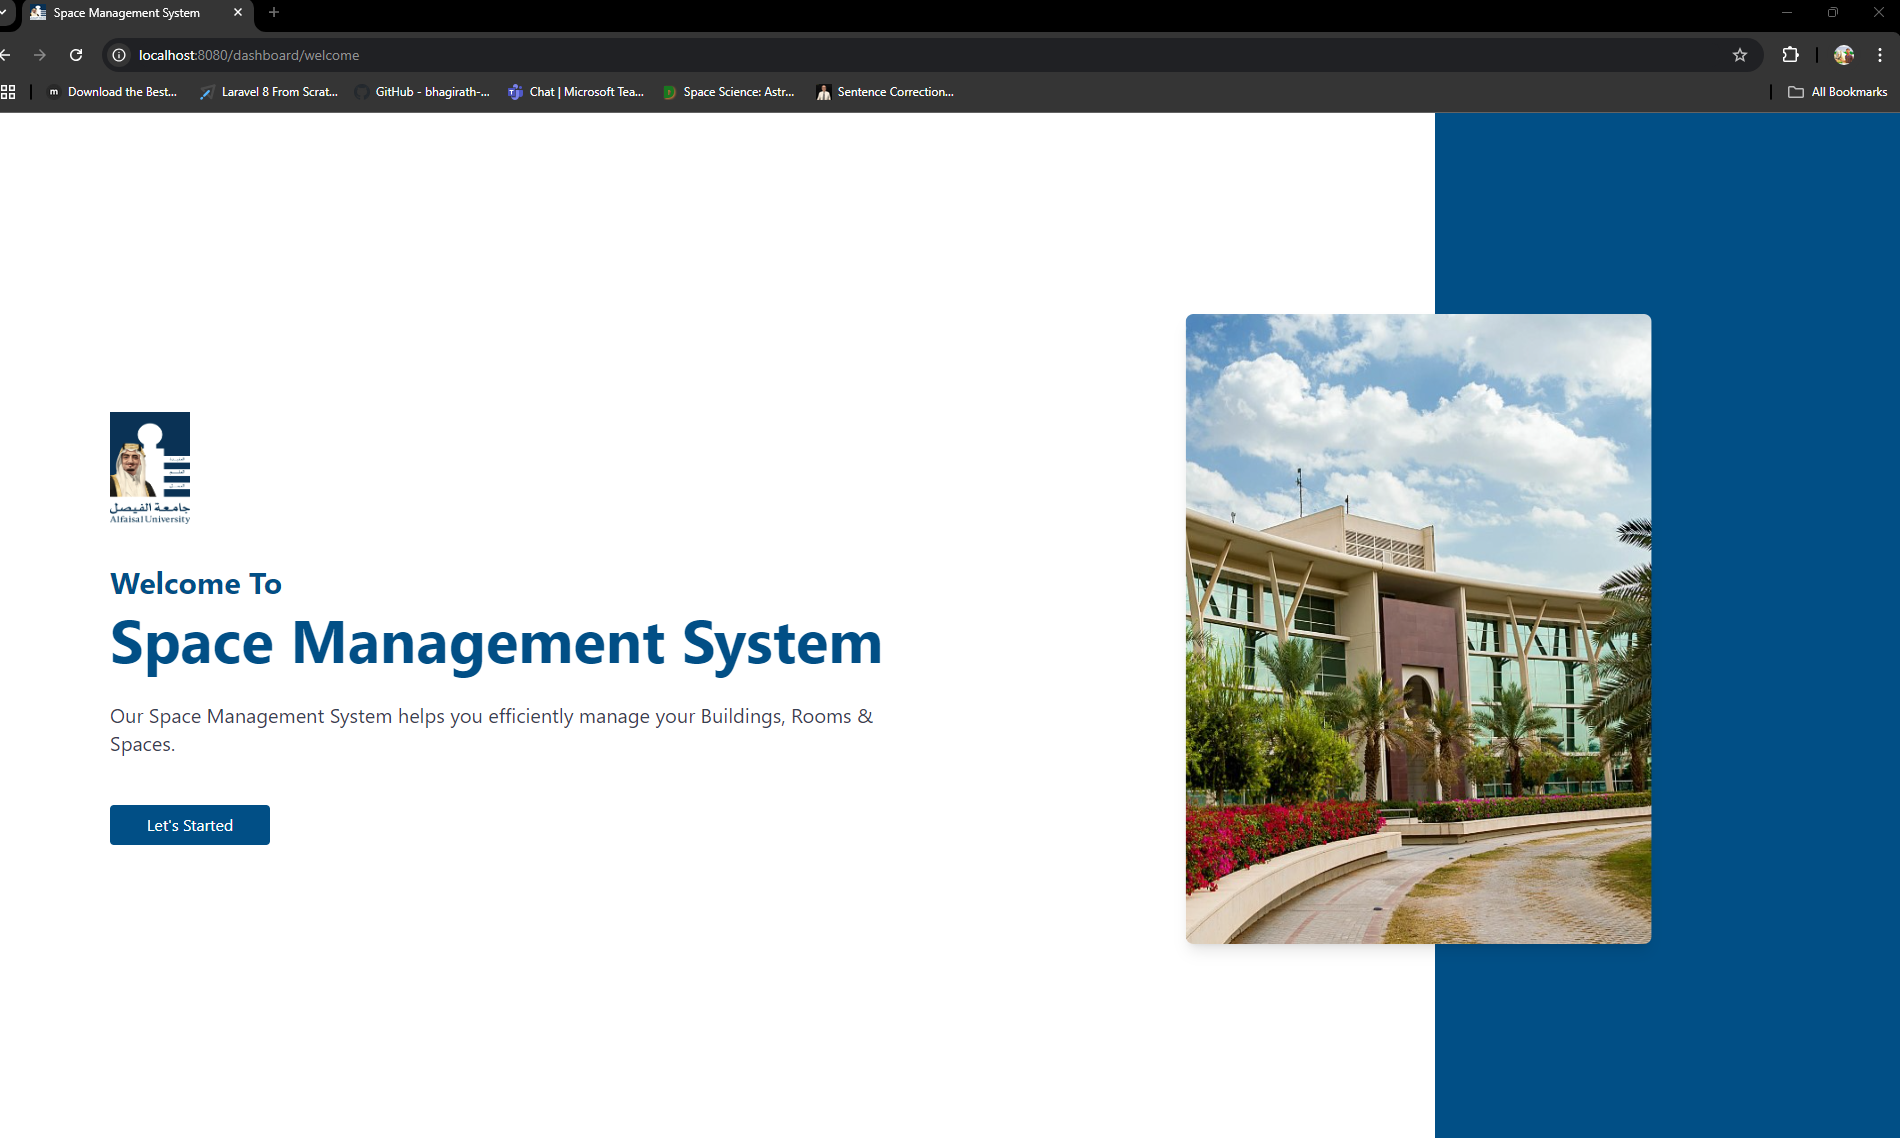 Space Management System
localhost:8080/dashboard/welcome
Download the Best...
Laravel 8 From Scrat...
GitHub - bhagirath-...
Chat | Microsoft Tea...
Space Science: Astr...
Sentence Correction...
All Bookmarks
جامعة الفيصل
Alfaisal University
Welcome To
Space Management System
Our Space Management System helps you efficiently manage your Buildings, Rooms &
Spaces.
Let's Started